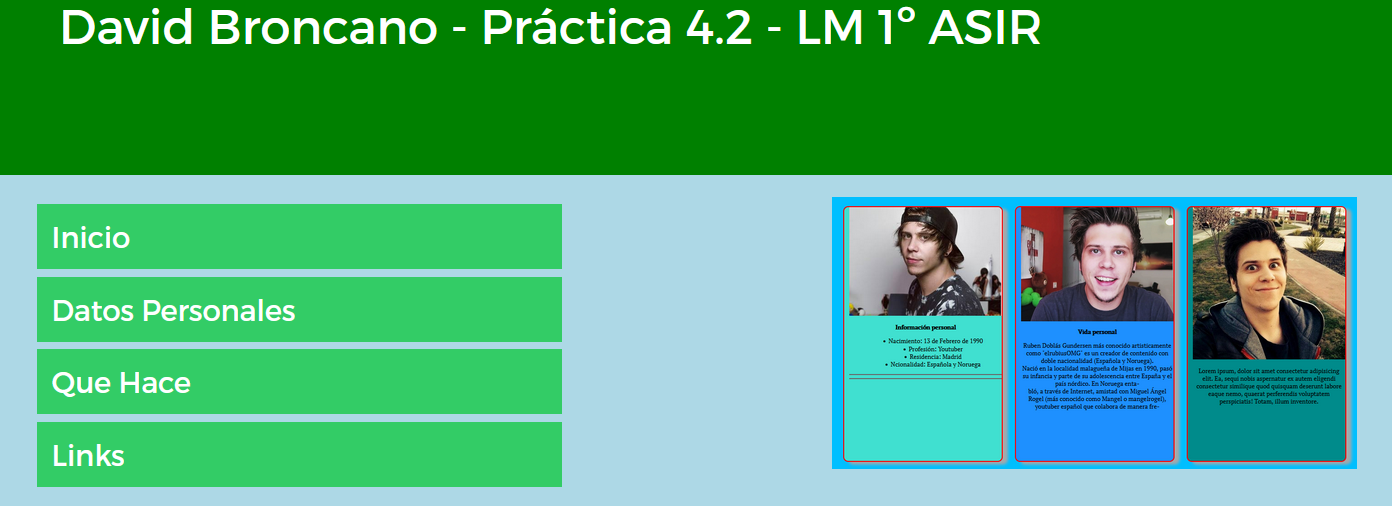 David Broncano - Práctica 4.2 - LM 1º ASIR
Inicio
Datos Personales
Que Hace
Links
Información personal
Nacimiento: 13 de Febrero de 1990
Profesión: Youtuber
Residencia: Madrid
Ncionalidad: Española y Noruega
Vida personal
Ruben Doblás Gundersen más conocido artísticamente
como "elrubiusOMG" es un creador de contenido con
doble nacionalidad (Española y Noruega).
Nació en la localidad malagueña de Mijas en 1990, pasó
su infancia y parte de su adolescencia entre España y el
país nórdico. En Noruega enta-
bló, a través de Internet, amistad con Miguel Ángel
Rogel (más conocido como Mangel o mangelrogel),
youtuber español que colabora de manera fre-
Lorem ipsum, dolor sit amet consectetur adipisicing
elit. Ea, sequi nobis aspernatur ex autem eligendi
consectetur similique quod quisquam deserunt labore
eaque nemo, quaerat perferendis voluptatem
perspiciatis! Totam, illum inventore.